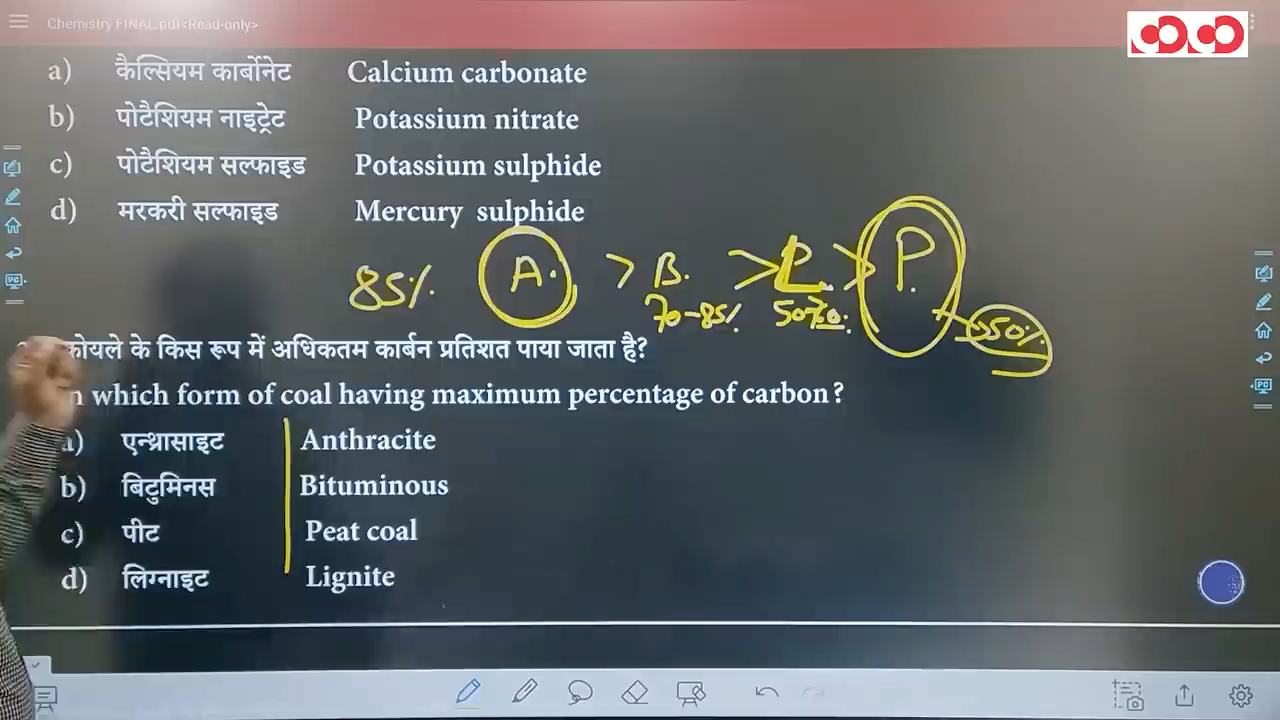 Chemistry FINAL.pdf<Read-only>
a) कैल्सियम कार्बोनेट Calcium carbonate
b) पोटैशियम नाइट्रेट Potassium nitrate
c) पोटैशियम सल्फाइड Potassium sulphide
d) मरकरी सल्फाइड Mercury sulphide
85% A. > B. > > P.
70-85% 50%
कोयले के किस रूप में अधिकतम कार्बन प्रतिशत पाया जाता है?
which form of coal having maximum percentage of carbon?
एन्थ्रासाइट Anthracite
b) बिटुमिनस Bituminous
c) पीट Peat coal
d) लिग्नाइट Lignite